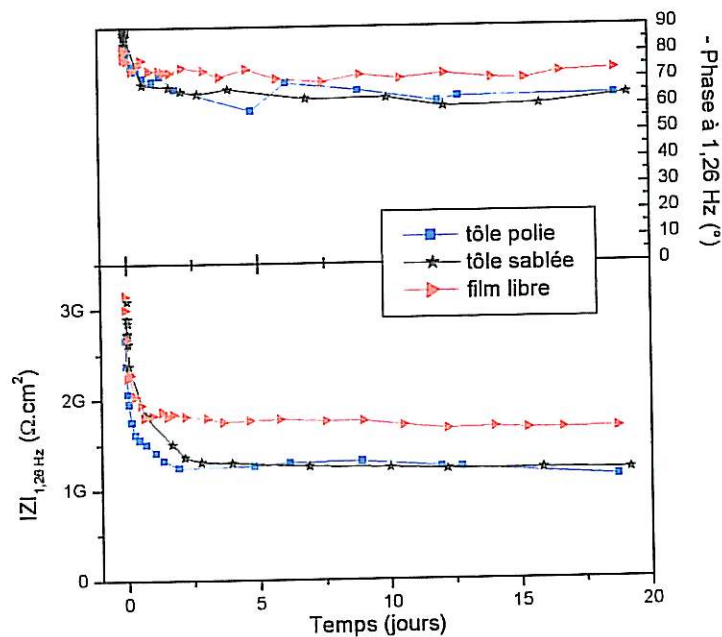 90
80
70
60
50
40
30
20
10
0
- Phase à 1,26 Hz (°)
tôle polie
tôle sablée
film libre
3G
2G
1G
0
|Z|1,26 Hz (Ω.cm²)
0
5
10
15
20
Temps (jours)